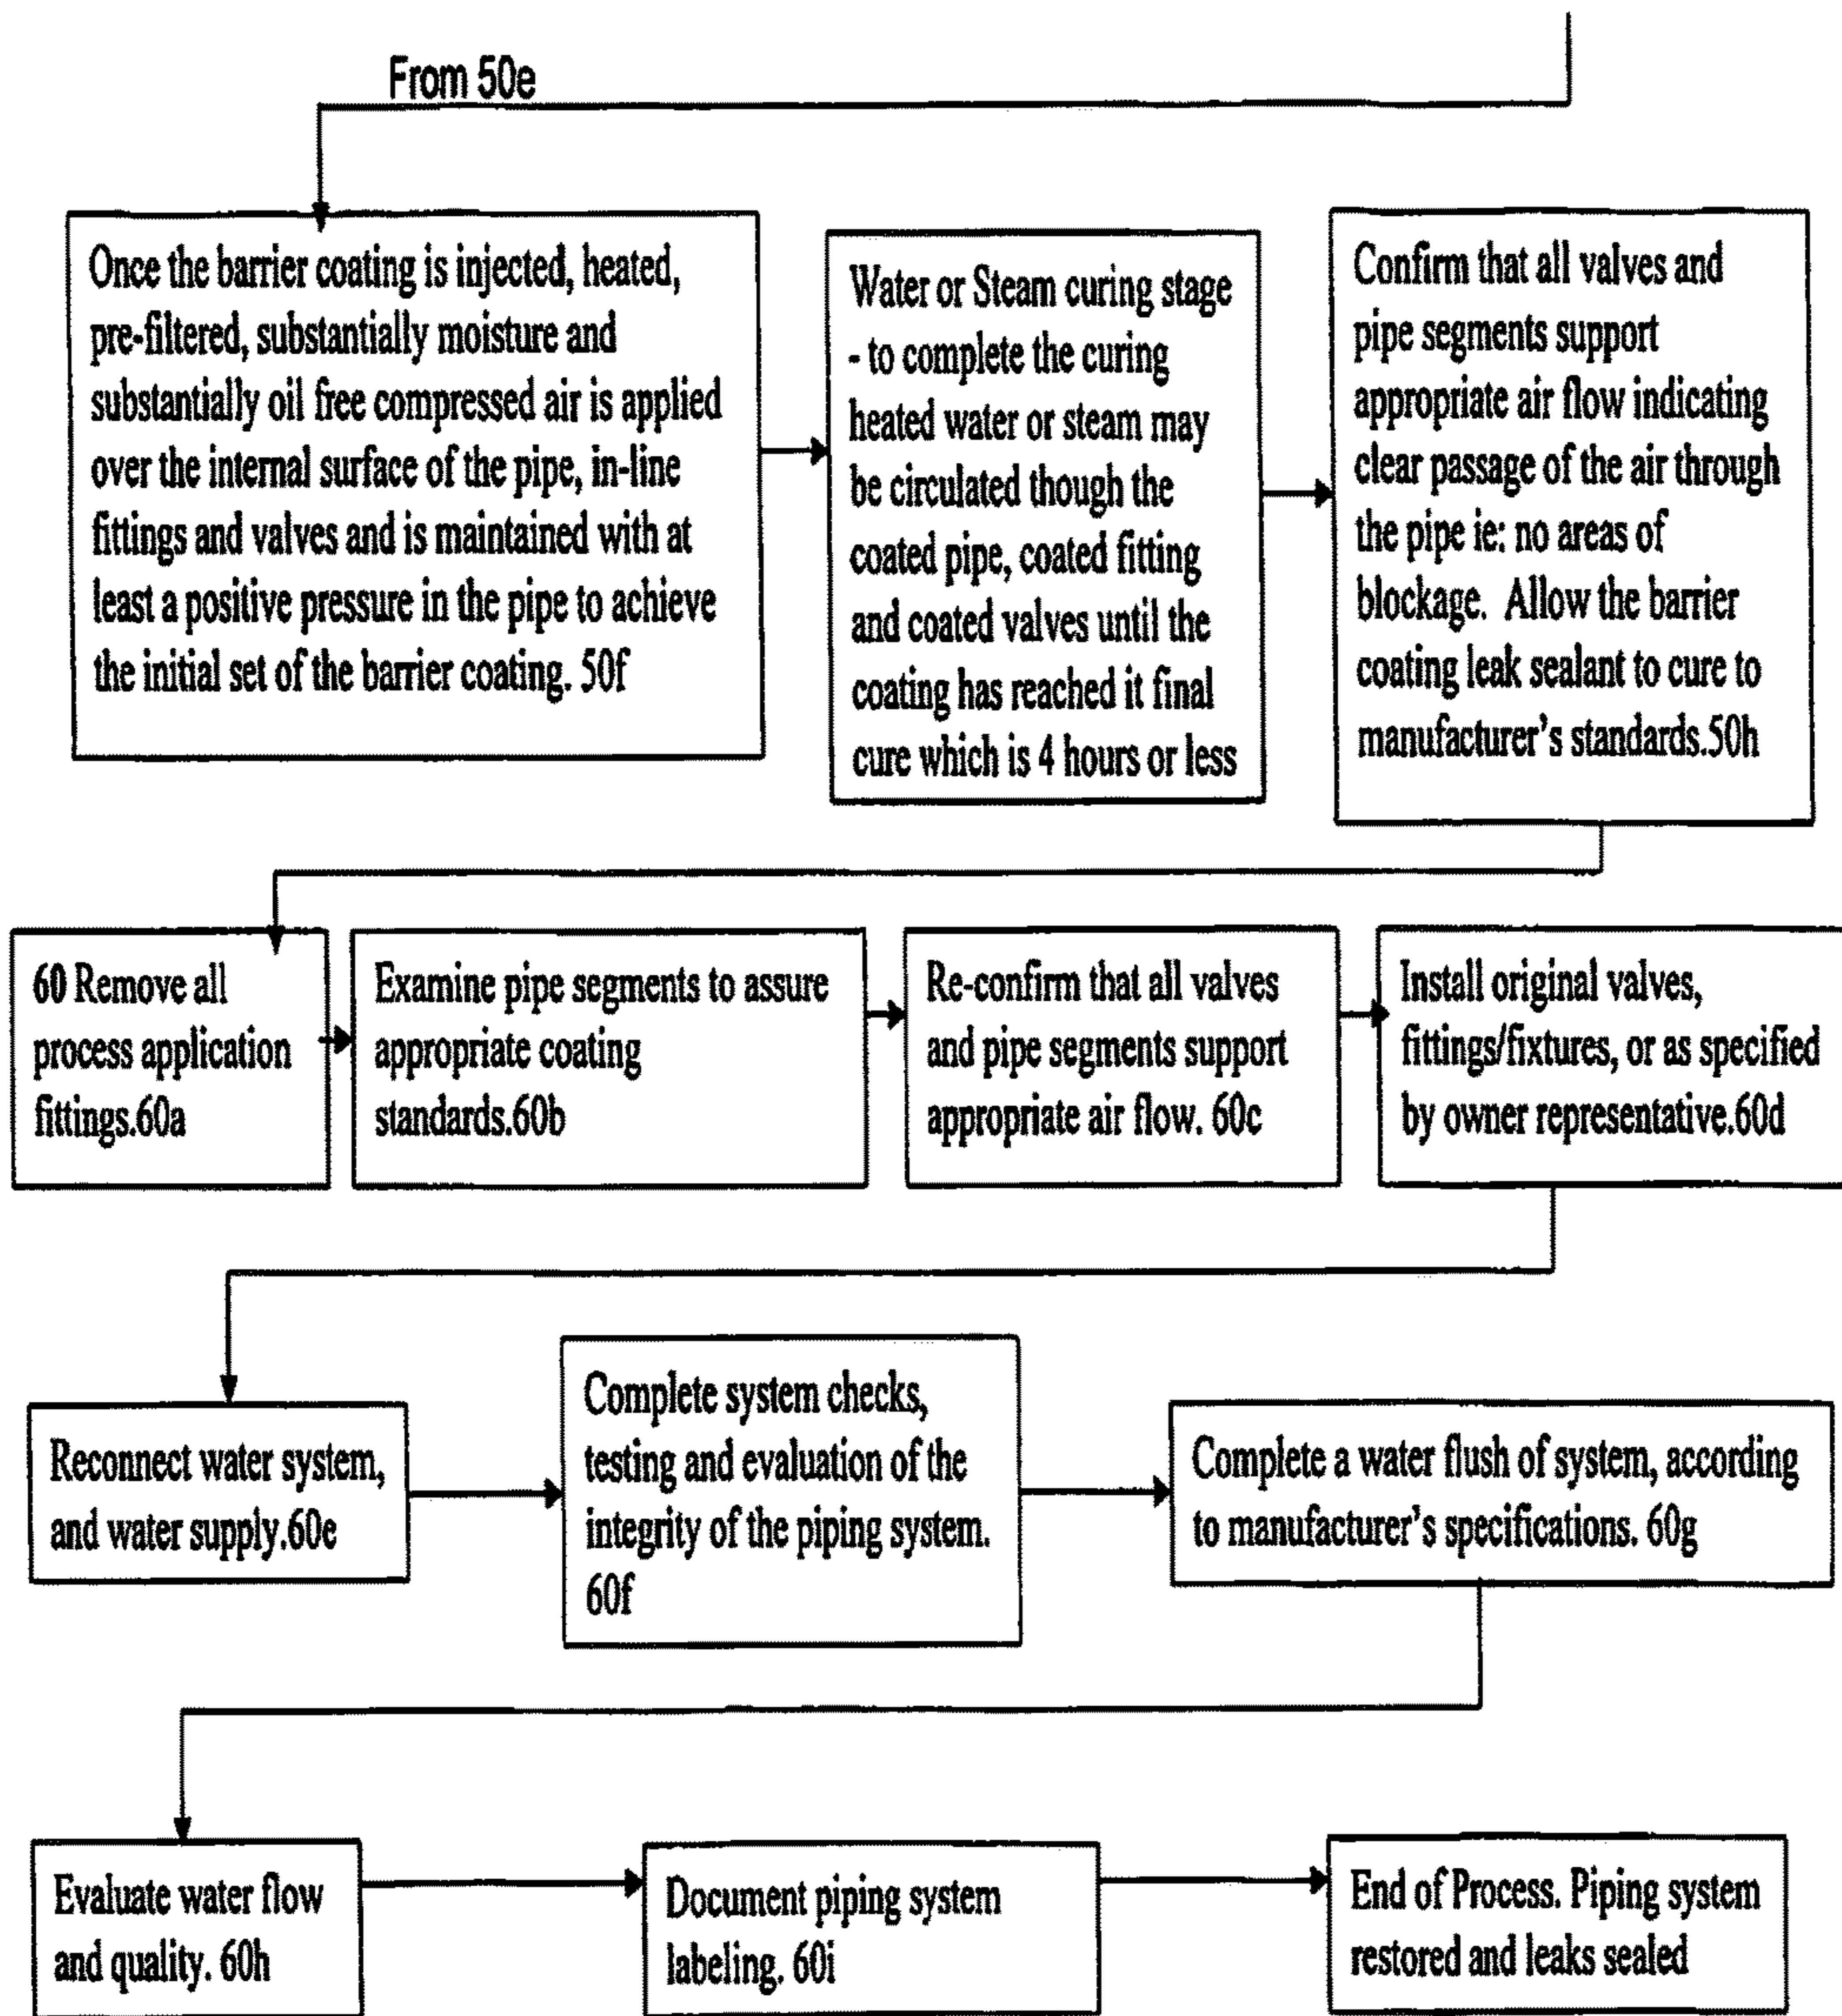 From 50e
Once the barrier coating is injected, heated,
pre-filtered, substantially moisture and
substantially oil free compressed air is applied
over the internal surface of the pipe, in-line
fittings and valves and is maintained with at
least a positive pressure in the pipe to achieve
the initial set of the barrier coating. 50f
Water or Steam curing stage
- to complete the curing
heated water or steam may
be circulated though the
coated pipe, coated fitting
and coated valves until the
coating has reached it final
cure which is 4 hours or less
Confirm that all valves and
pipe segments support
appropriate air flow indicating
clear passage of the air through
the pipe ie: no areas of
blockage. Allow the barrier
coating leak sealant to cure to
manufacturer's standards.50h
60 Remove all
process application
fittings.60a
Examine pipe segments to assure
appropriate coating
standards.60b
Re-confirm that all valves
and pipe segments support
appropriate air flow. 60c
Install original valves,
fittings/fixtures, or as specified
by owner representative.60d
Reconnect water system,
and water supply.60e
Complete system checks,
testing and evaluation of the
integrity of the piping system.
60f
Complete a water flush of system, according
to manufacturer's specifications. 60g
Evaluate water flow
and quality. 60h
Document piping system
labeling. 60i
End of Process. Piping system
restored and leaks sealed